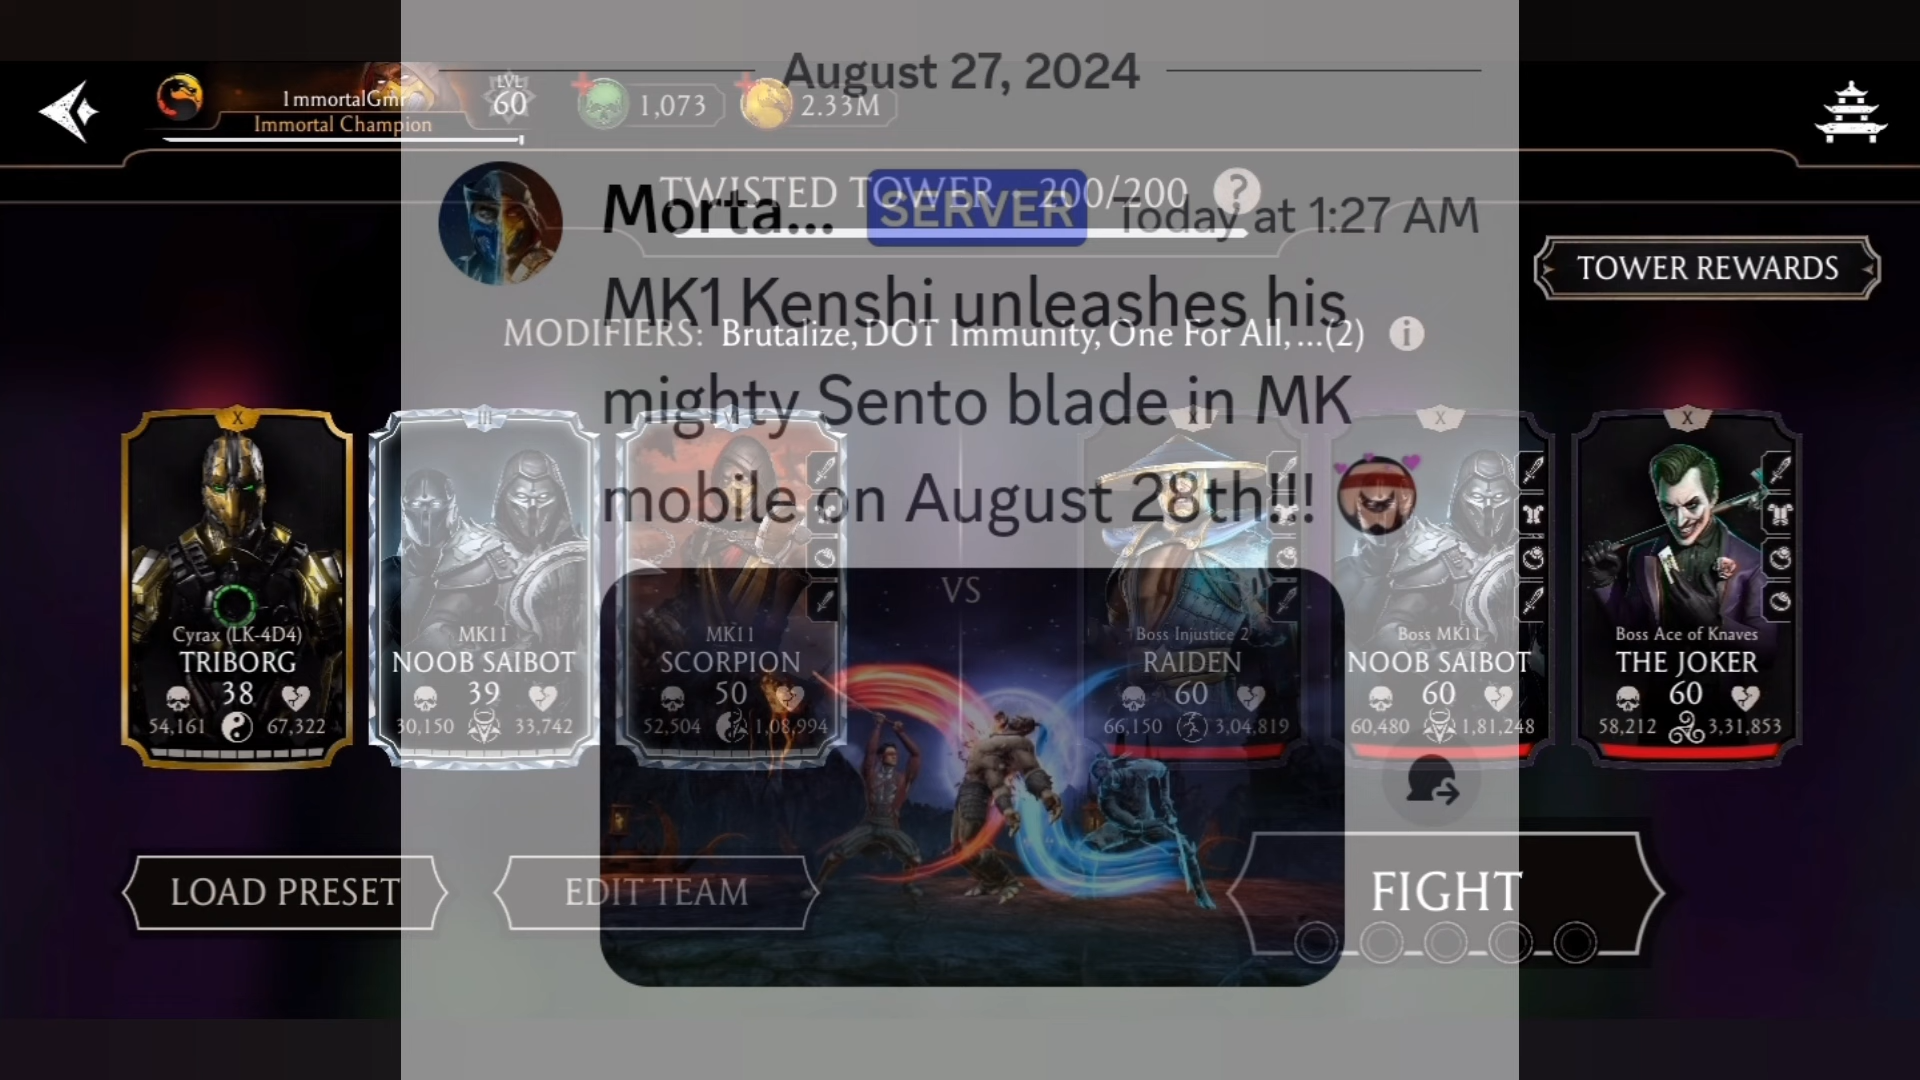 August 27, 2024
1mmortalGmr
Immortal Champion
LVL
60
1,073
2.33M
TWISTED TOWER - 200/200 ?
Morta... SERVER Today at 1:27 AM
TOWER REWARDS
MK1 Kenshi unleashes his
MODIFIERS: Brutalize, DOT Immunity, One For All, ...(2) i
mighty Sento blade in MK
mobile on August 28th!!!
X
Cyrax (LK-4D4)
TRIBORG
38
54,161 67,322
III
MK11
NOOB SAIBOT
39
30,150 33,742
MK11
SCORPION
50
52,504 1,08,994
VS
X
Boss Injustice 2
RAIDEN
60
66,150 3,04,819
X
Boss MK11
NOOB SAIBOT
60
60,480 1,81,248
X
Boss Ace of Knaves
THE JOKER
60
58,212 3,31,853
LOAD PRESET
EDIT TEAM
FIGHT